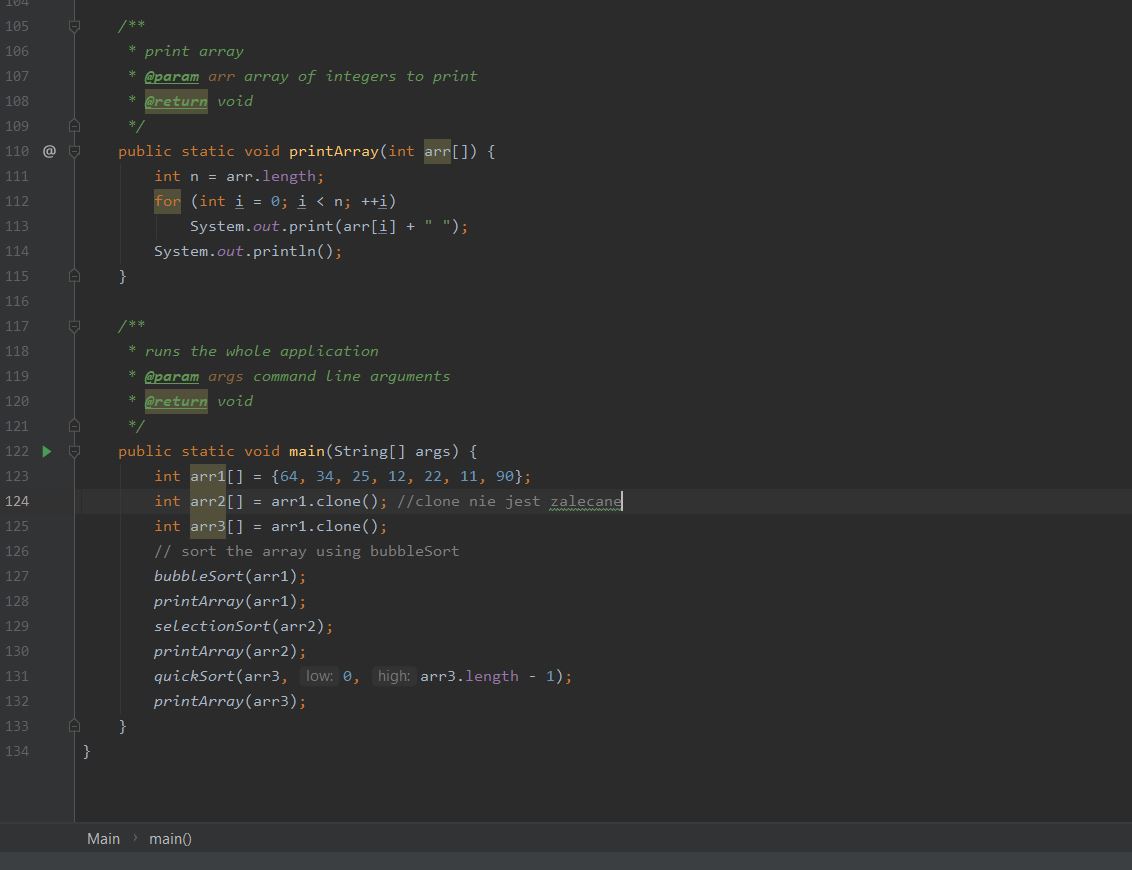 104
105 /**
106 * print array
107 * @param arr array of integers to print
108 * @return void
109 */
110 @ public static void printArray(int arr[]) {
111 int n = arr.length;
112 for (int i = 0; i < n; ++i)
113 System.out.print(arr[i] + " ");
114 System.out.println();
115 }
116
117 /**
118 * runs the whole application
119 * @param args command line arguments
120 * @return void
121 */
122 public static void main(String[] args) {
123 int arr1[] = {64, 34, 25, 12, 22, 11, 90};
124 int arr2[] = arr1.clone(); //clone nie jest zalecane
125 int arr3[] = arr1.clone();
126 // sort the array using bubbleSort
127 bubbleSort(arr1);
128 printArray(arr1);
129 selectionSort(arr2);
130 printArray(arr2);
131 quickSort(arr3, low: 0, high: arr3.length - 1);
132 printArray(arr3);
133 }
134 }
Main › main()